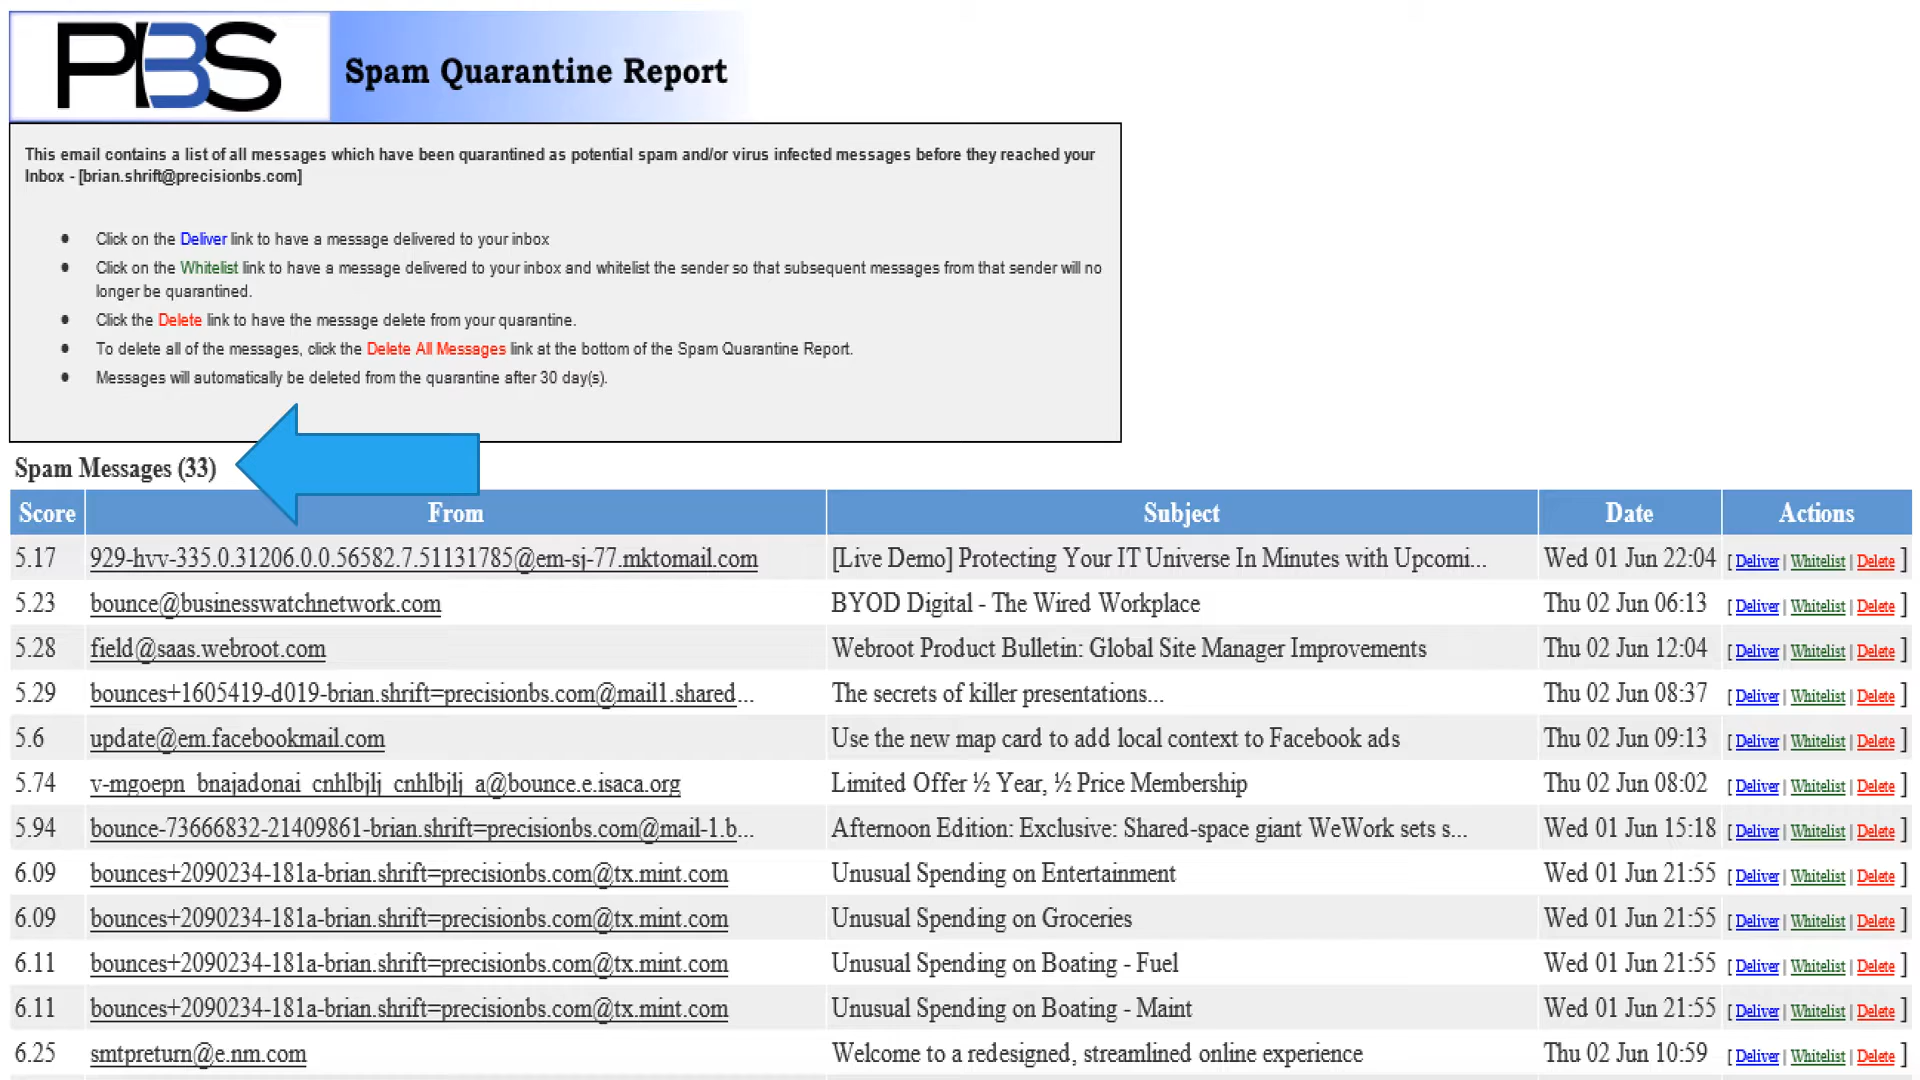 PBS
Spam Quarantine Report
This email contains a list of all messages which have been quarantined as potential spam and/or virus infected messages before they reached your
Inbox - [brian.shrift@precisionbs.com]
Click on the Deliver link to have a message delivered to your inbox
Click on the Whitelist link to have a message delivered to your inbox and whitelist the sender so that subsequent messages from that sender will no
longer be quarantined.
Click the Delete link to have the message delete from your quarantine.
To delete all of the messages, click the Delete All Messages link at the bottom of the Spam Quarantine Report.
Messages will automatically be deleted from the quarantine after 30 day(s).
Spam Messages (33)
Score From Subject Date Actions
5.17 929-hvv-335.0.31206.0.0.56582.7.51131785@em-sj-77.mktomail.com [Live Demo] Protecting Your IT Universe In Minutes with Upcomi... Wed 01 Jun 22:04 [ Deliver | Whitelist | Delete ]
5.23 bounce@businesswatchnetwork.com BYOD Digital - The Wired Workplace Thu 02 Jun 06:13 [ Deliver | Whitelist | Delete ]
5.28 field@saas.webroot.com Webroot Product Bulletin: Global Site Manager Improvements Thu 02 Jun 12:04 [ Deliver | Whitelist | Delete ]
5.29 bounces+1605419-d019-brian.shrift=precisionbs.com@mail1.shared... The secrets of killer presentations... Thu 02 Jun 08:37 [ Deliver | Whitelist | Delete ]
5.6 update@em.facebookmail.com Use the new map card to add local context to Facebook ads Thu 02 Jun 09:13 [ Deliver | Whitelist | Delete ]
5.74 v-mgoepn_bnajadonai_cnhlbjlj_cnhlbjlj_a@bounce.e.isaca.org Limited Offer ½ Year, ½ Price Membership Thu 02 Jun 08:02 [ Deliver | Whitelist | Delete ]
5.94 bounce-73666832-21409861-brian.shrift=precisionbs.com@mail-1.b... Afternoon Edition: Exclusive: Shared-space giant WeWork sets s... Wed 01 Jun 15:18 [ Deliver | Whitelist | Delete ]
6.09 bounces+2090234-181a-brian.shrift=precisionbs.com@tx.mint.com Unusual Spending on Entertainment Wed 01 Jun 21:55 [ Deliver | Whitelist | Delete ]
6.09 bounces+2090234-181a-brian.shrift=precisionbs.com@tx.mint.com Unusual Spending on Groceries Wed 01 Jun 21:55 [ Deliver | Whitelist | Delete ]
6.11 bounces+2090234-181a-brian.shrift=precisionbs.com@tx.mint.com Unusual Spending on Boating - Fuel Wed 01 Jun 21:55 [ Deliver | Whitelist | Delete ]
6.11 bounces+2090234-181a-brian.shrift=precisionbs.com@tx.mint.com Unusual Spending on Boating - Maint Wed 01 Jun 21:55 [ Deliver | Whitelist | Delete ]
6.25 smtpreturn@e.nm.com Welcome to a redesigned, streamlined online experience Thu 02 Jun 10:59 [ Deliver | Whitelist | Delete ]